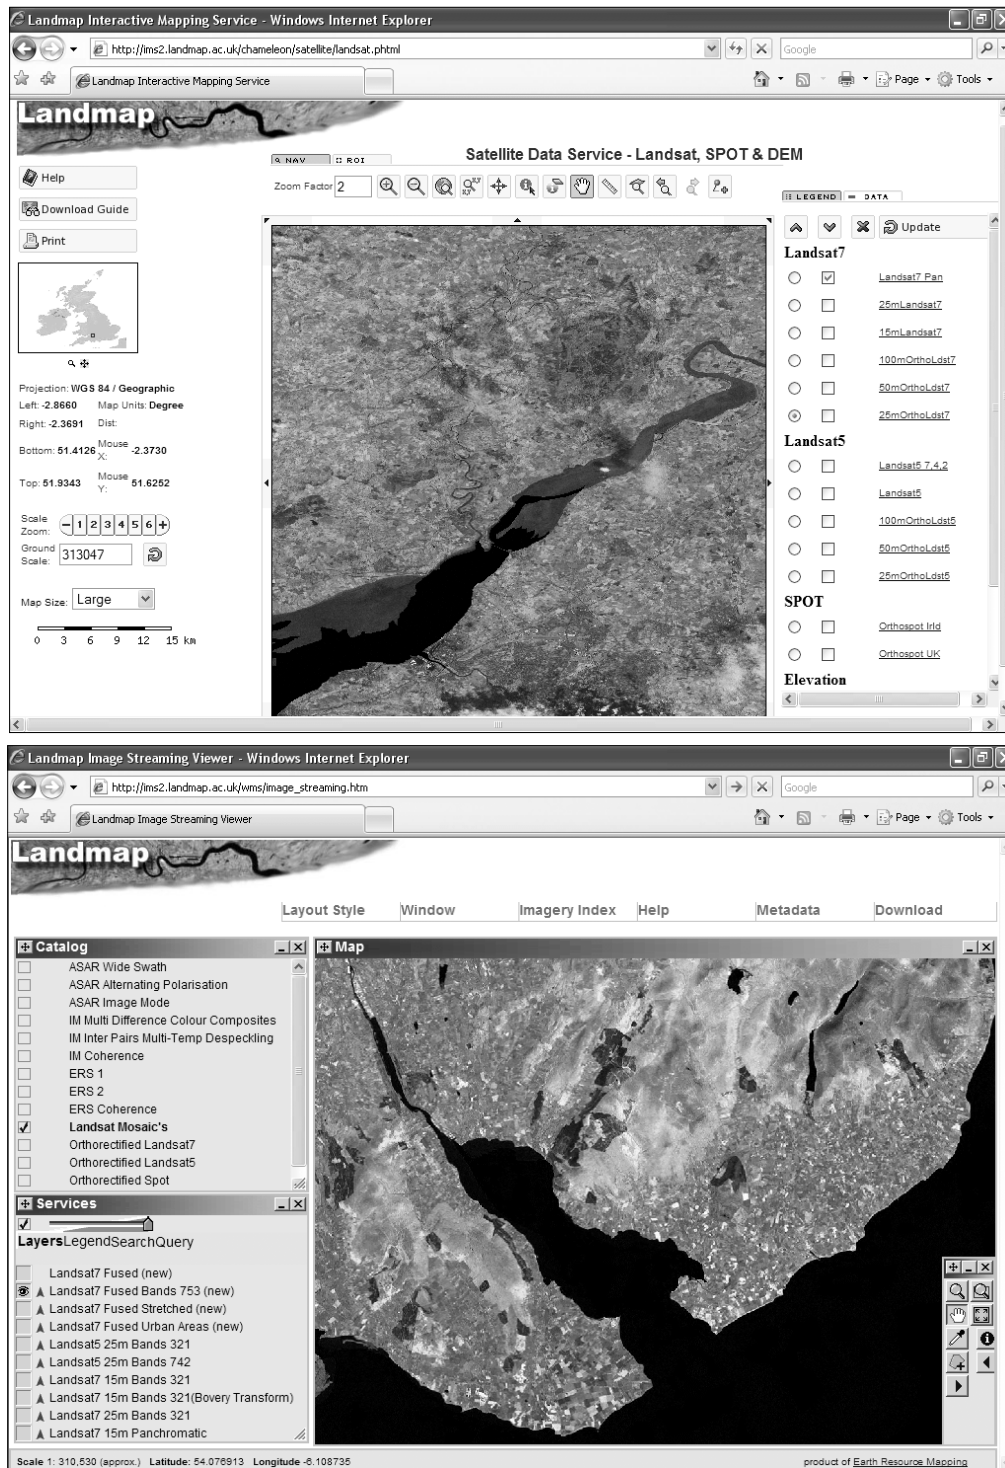 Landmap Interactive Mapping Service - Windows Internet Explorer
http://ims2.landmap.ac.uk/chameleon/satellite/landsat.phtml
Google
Landmap Interactive Mapping Service
Page
Tools
Landmap
NAV
ROI
Satellite Data Service - Landsat, SPOT & DEM
Help
Download Guide
Print
Zoom Factor 2
LEGEND
DATA
Update
Landsat7
Landsat7 Pan
25mLandsat7
15mLandsat7
100mOrthoLdst7
50mOrthoLdst7
25mOrthoLdst7
Landsat5
Landsat5 7,4,2
Landsat5
100mOrthoLdst5
50mOrthoLdst5
25mOrthoLdst5
SPOT
Orthospot Irld
Orthospot UK
Elevation
Projection: WGS 84 / Geographic
Left: -2.8660 Map Units: Degree
Right: -2.3691 Dist:
Bottom: 51.4126 Mouse X: -2.3730
Top: 51.9343 Mouse Y: 51.6252
Scale Zoom: 1 2 3 4 5 6
Ground Scale: 313047
Map Size: Large
0 3 6 9 12 15 km
Landmap Image Streaming Viewer - Windows Internet Explorer
http://ims2.landmap.ac.uk/wms/image_streaming.htm
Google
Landmap Image Streaming Viewer
Page
Tools
Landmap
Layout Style Window Imagery Index Help Metadata Download
Catalog
ASAR Wide Swath
ASAR Alternating Polarisation
ASAR Image Mode
IM Multi Difference Colour Composites
IM Inter Pairs Multi-Temp Despeckling
IM Coherence
ERS 1
ERS 2
ERS Coherence
Landsat Mosaic's
Orthorectified Landsat7
Orthorectified Landsat5
Orthorectified Spot
Services
Layers Legend Search Query
Landsat7 Fused (new)
Landsat7 Fused Bands 753 (new)
Landsat7 Fused Stretched (new)
Landsat7 Fused Urban Areas (new)
Landsat5 25m Bands 321
Landsat5 25m Bands 742
Landsat7 15m Bands 321
Landsat7 15m Bands 321(Bovery Transform)
Landsat7 25m Bands 321
Landsat7 15m Panchromatic
Map
Scale 1: 310,530 (approx.) Latitude: 54.076913 Longitude -6.108735
product of Earth Resource Mapping